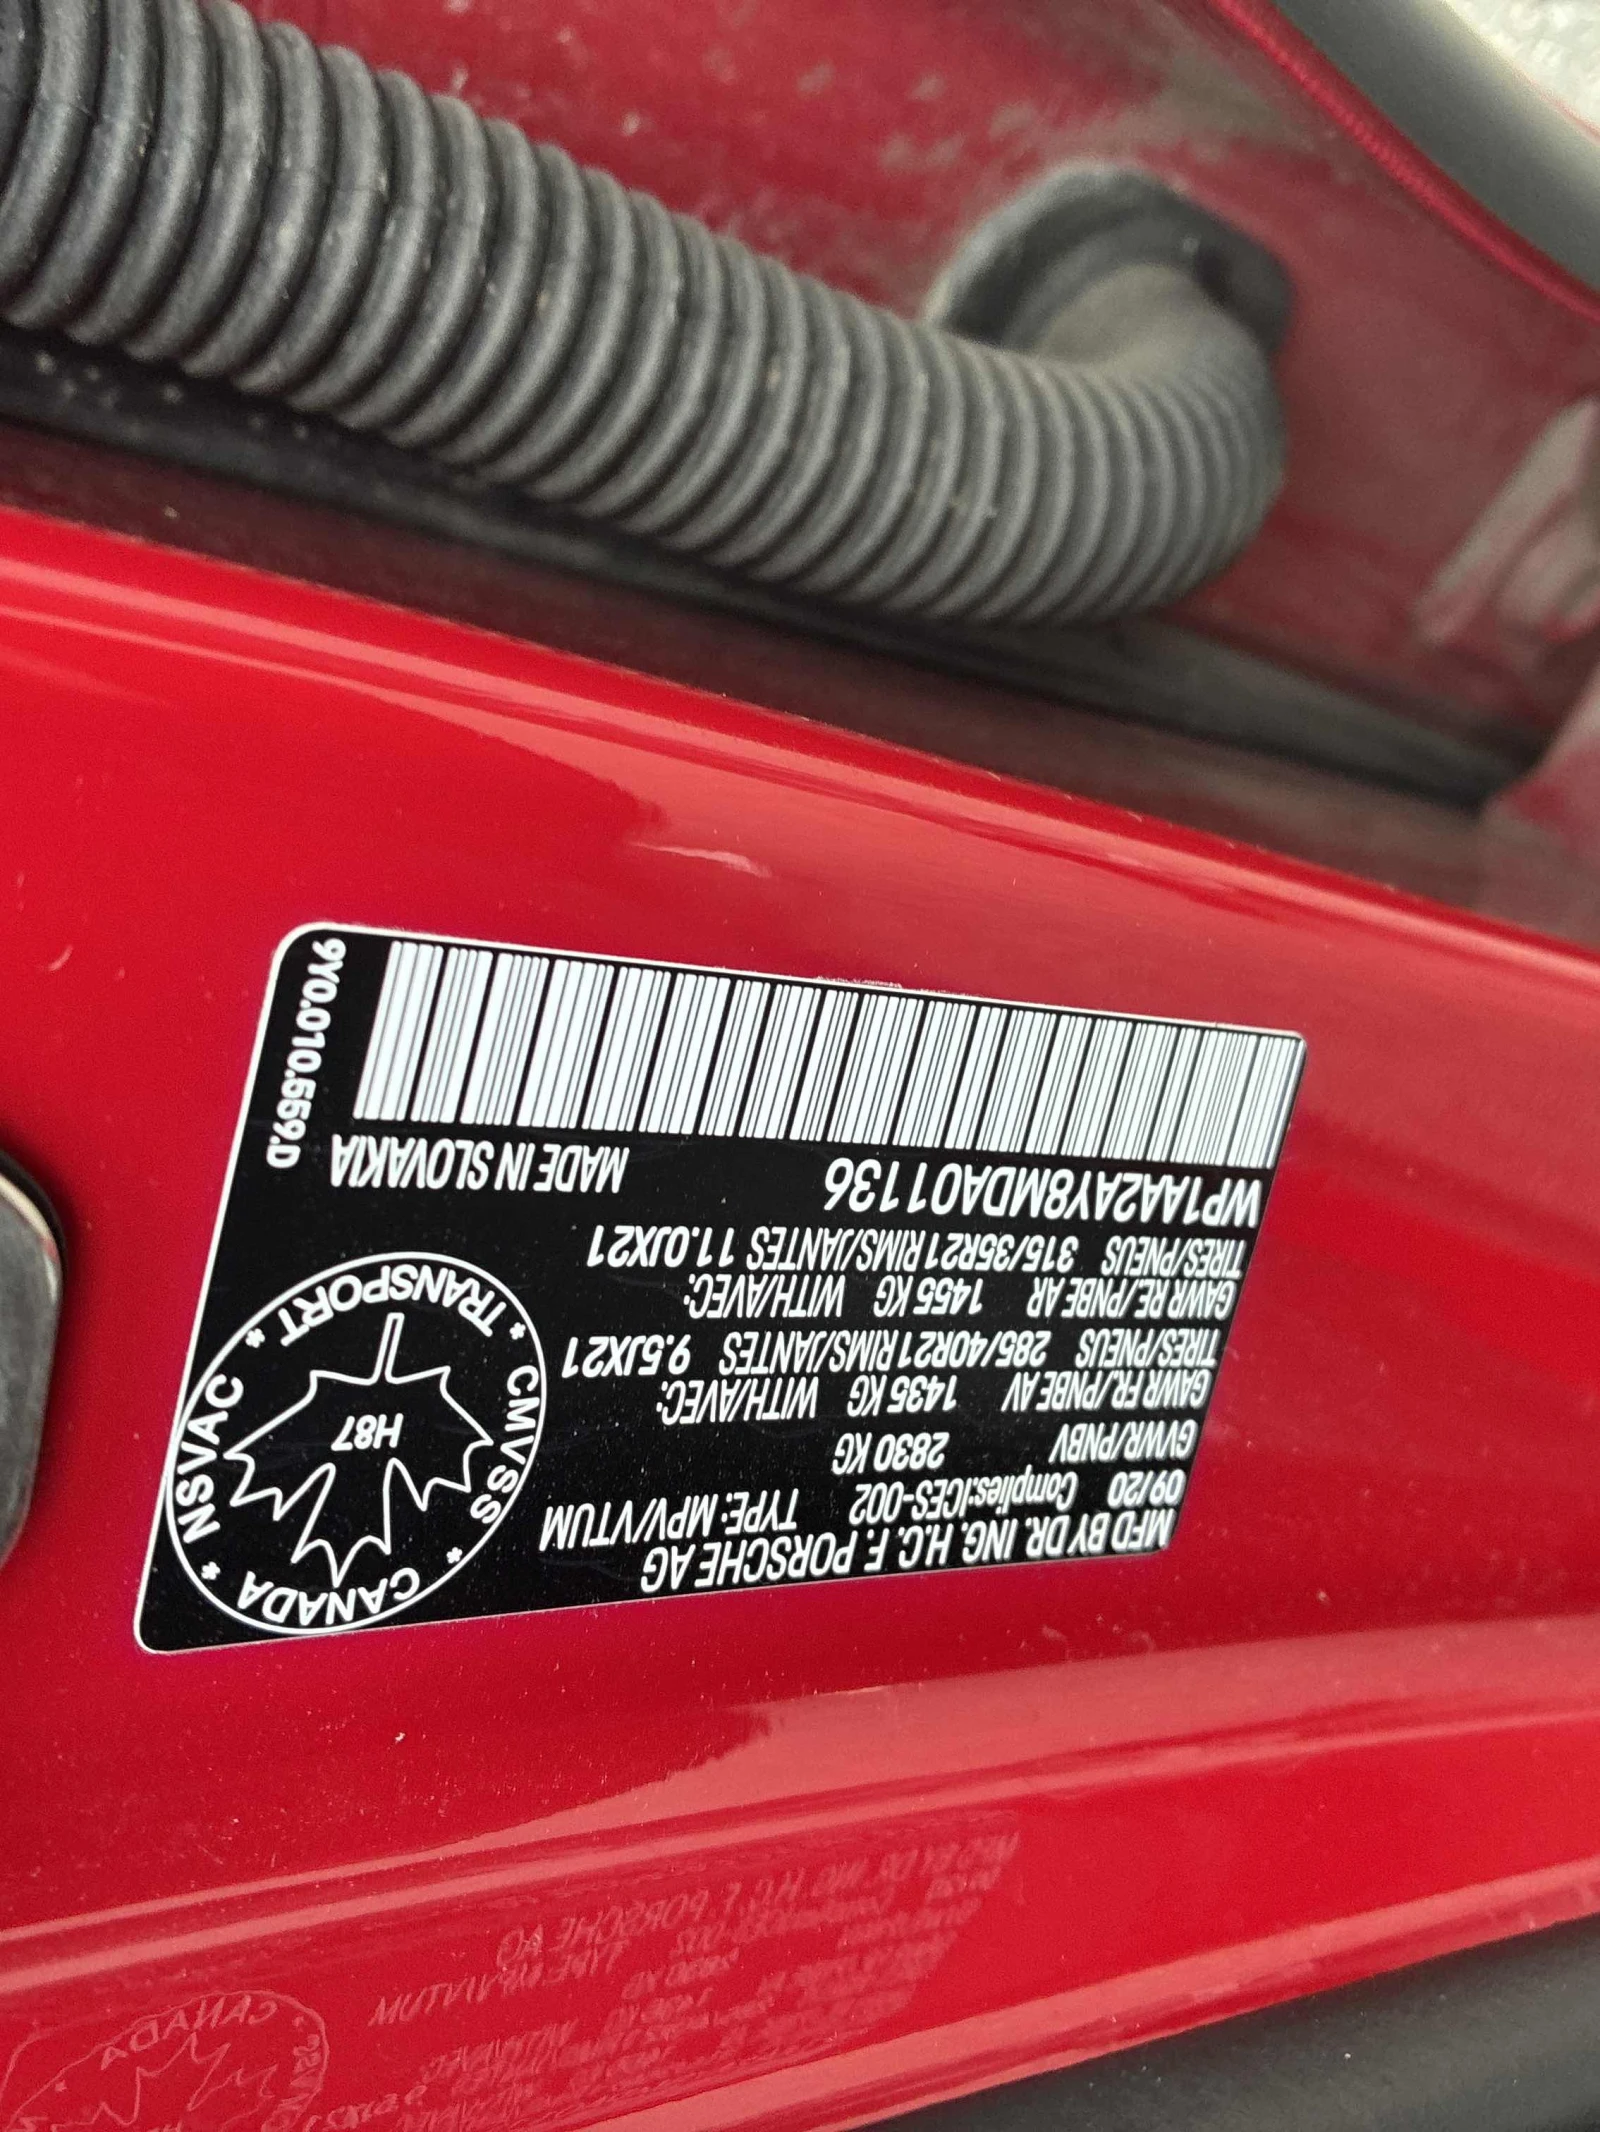 MFD BY DR. ING. H.C. F. PORSCHE AG
09/20 Complies:ICES-002 TYPE: MPV/VTUM
GVWR/PNBV 2830 KG
GAWR FR./PNBE AV 1435 KG WITH/AVEC:
TIRES/PNEUS 285/40R21 RIMS/JANTES 9.5JX21
GAWR RE./PNBE AR 1455 KG WITH/AVEC:
TIRES/PNEUS 315/35R21 RIMS/JANTES 11.0JX21
WP1AA2AY8MDA01136 MADE IN SLOVAKIA
CANADA * CMVSS * TRANSPORT * NSVAC *
H87
9Y0.010.559.D